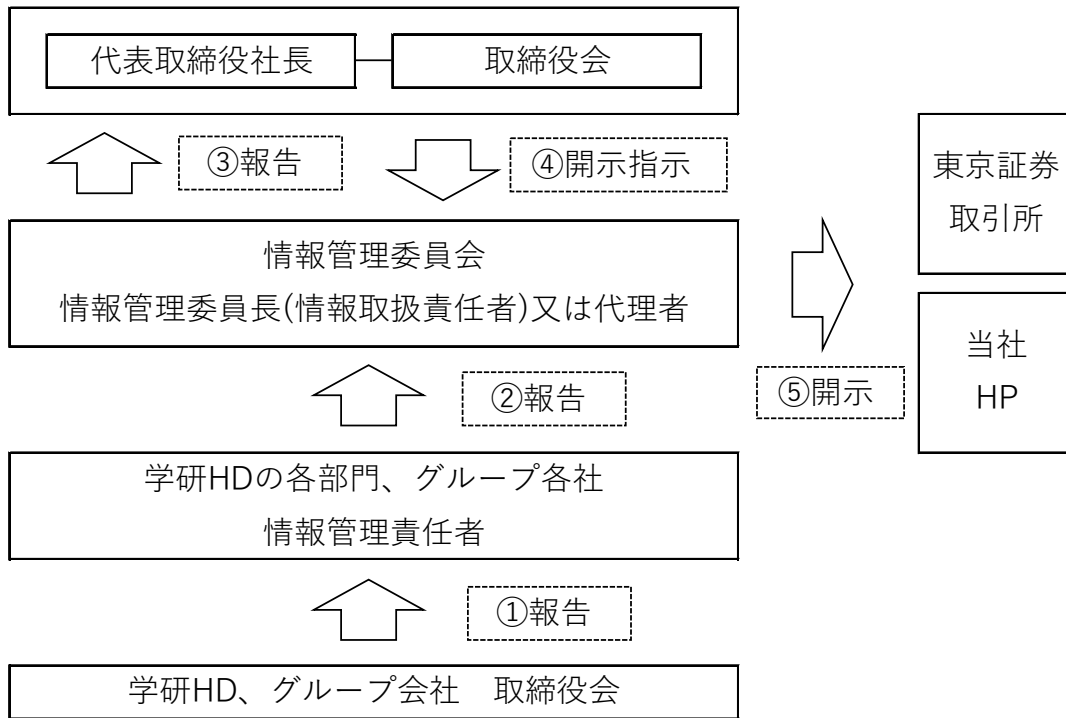 代表取締役社長
取締役会
③報告
④開示指示
情報管理委員会
情報管理委員長(情報取扱責任者)又は代理者
②報告
学研HDの各部門、グループ各社
情報管理責任者
①報告
学研HD、グループ会社　取締役会
⑤開示
東京証券
取引所
当社
HP